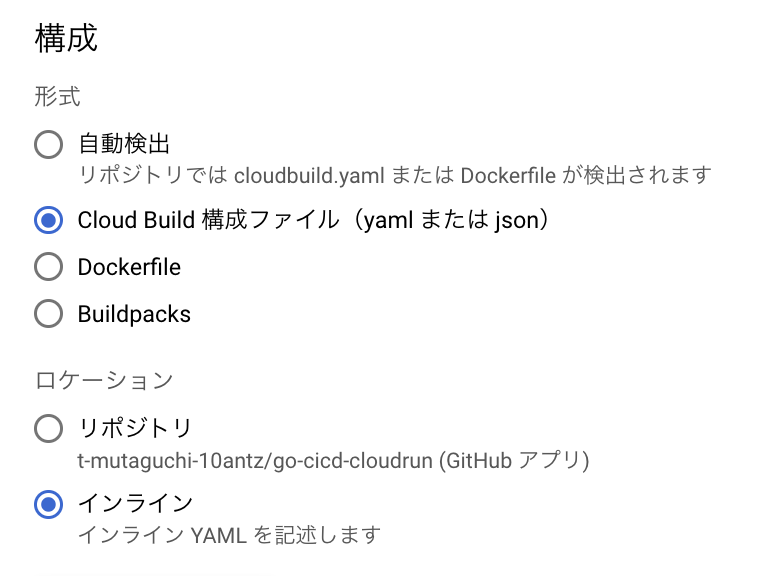 構成
形式
自動検出
リポジトリでは cloudbuild.yaml または Dockerfile が検出されます
Cloud Build 構成ファイル（yaml または json）
Dockerfile
Buildpacks
ロケーション
リポジトリ
t-mutaguchi-10antz/go-cicd-cloudrun (GitHub アプリ)
インライン
インライン YAML を記述します